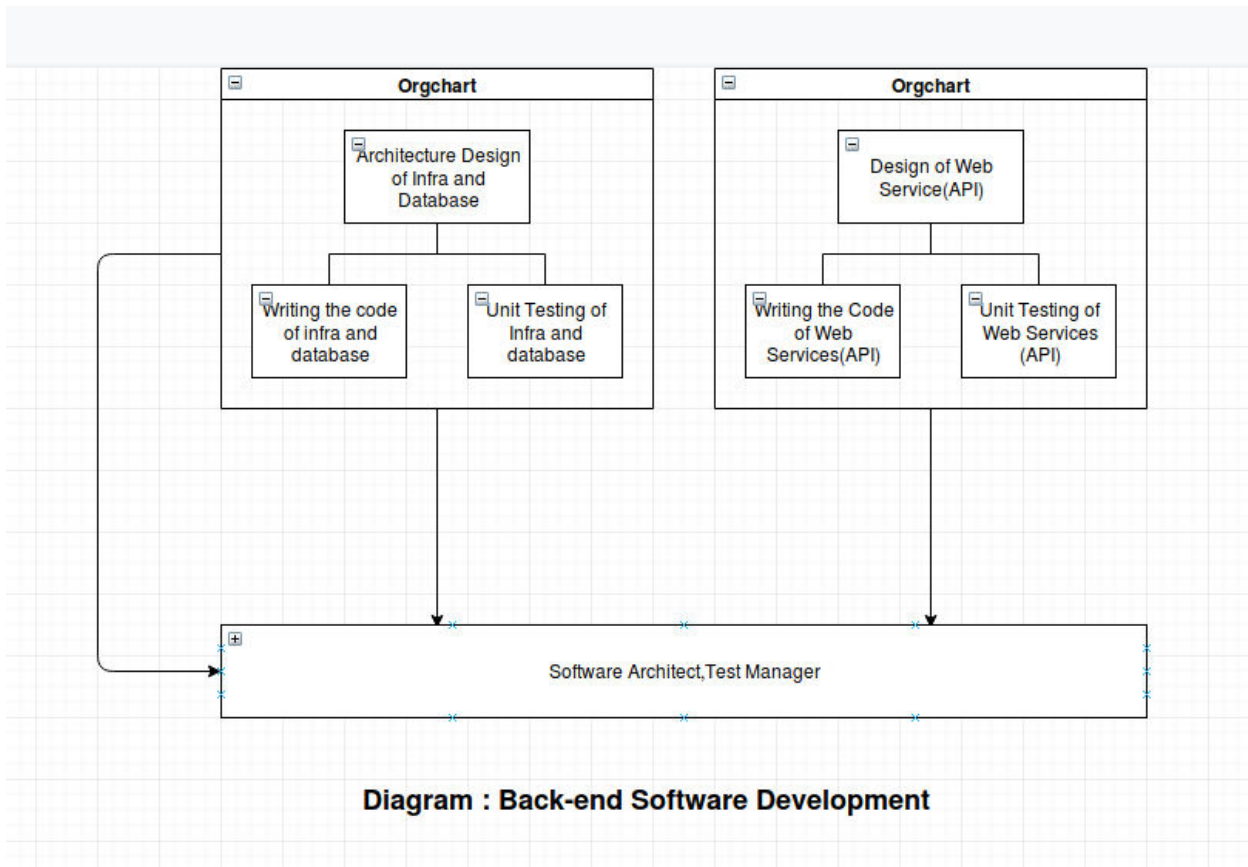 Orgchart
Architecture Design
of Infra and
Database
Writing the code
of infra and
database
Unit Testing of
Infra and
database
Orgchart
Design of Web
Service(API)
Writing the Code
of Web
Services(API)
Unit Testing of
Web Services
(API)
Software Architect,Test Manager
Diagram : Back-end Software Development